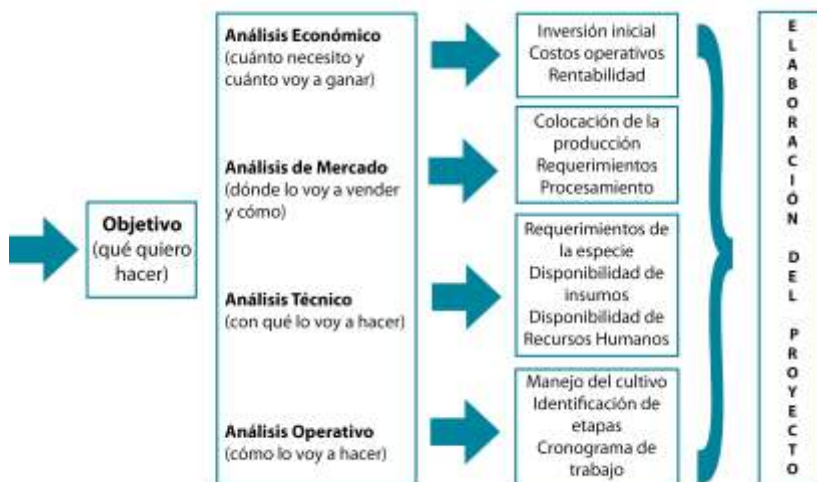 Objetivo
(qué quiero
hacer)
Análisis Económico
(cuánto necesito y
cuánto voy a ganar)
Análisis de Mercado
(dónde lo voy a vender
y cómo)
Análisis Técnico
(con qué lo voy a hacer)
Análisis Operativo
(cómo lo voy a hacer)
Inversión inicial
Costos operativos
Rentabilidad
Colocación de la
producción
Requerimientos
Procesamiento
Requerimientos de
la especie
Disponibilidad de
insumos
Disponibilidad de
Recursos Humanos
Manejo del cultivo
Identificación de
etapas
Cronograma de
trabajo
ELABORACIÓN DEL PROYECTO